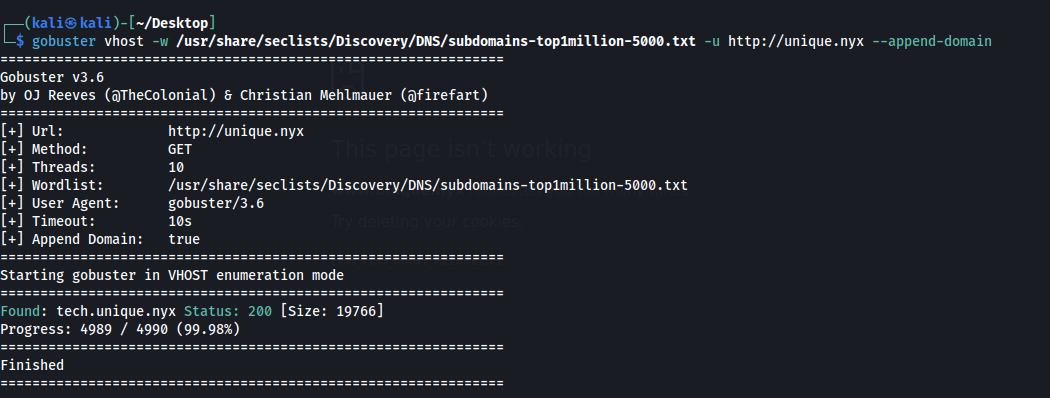 ┌──(kali㉿kali)-[~/Desktop]
└─$ gobuster vhost -w /usr/share/seclists/Discovery/DNS/subdomains-top1million-5000.txt -u http://unique.nyx --append-domain
===============================================================
Gobuster v3.6
by OJ Reeves (@TheColonial) & Christian Mehlmauer (@firefart)
===============================================================
[+] Url:             http://unique.nyx
[+] Method:          GET
This page isn't working
[+] Threads:         10
[+] Wordlist:        /usr/share/seclists/Discovery/DNS/subdomains-top1million-5000.txt
[+] User Agent:      gobuster/3.6
[+] Timeout:         10s
Try deleting your cookies
[+] Append Domain:   true
===============================================================
Starting gobuster in VHOST enumeration mode
===============================================================
Found: tech.unique.nyx Status: 200 [Size: 19766]
Progress: 4989 / 4990 (99.98%)
===============================================================
Finished
===============================================================